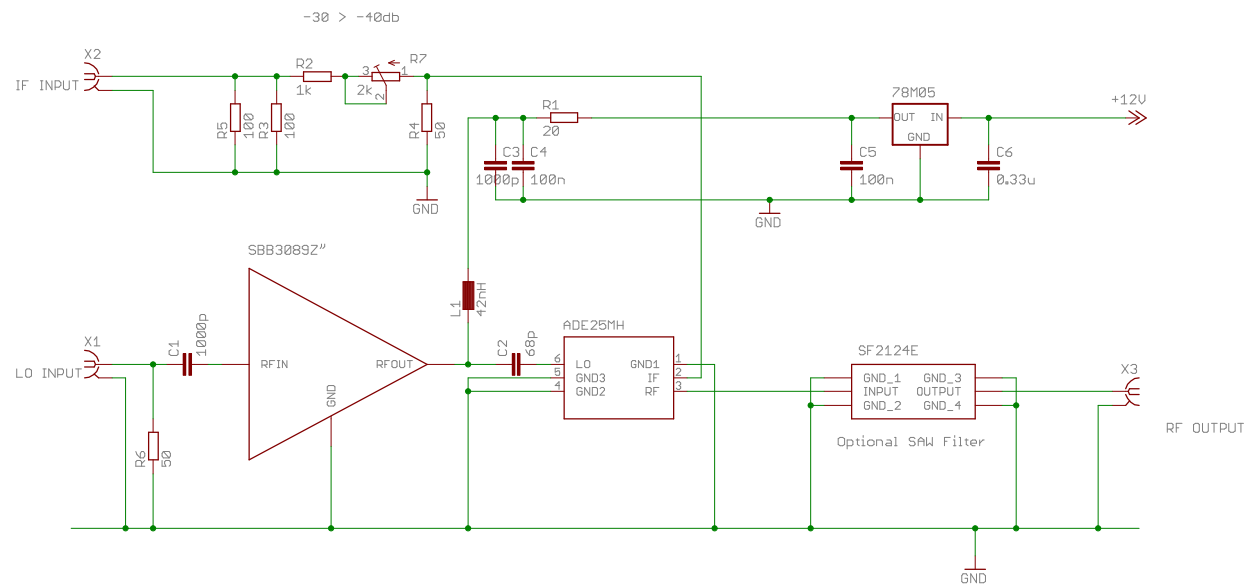 -30 > -40db
X2
IF INPUT
R2
1k
R7
3
1
2k
2
R5
100
R3
100
R4
50
GND
R1
20
C3
1000p
C4
100n
78M05
OUT IN
GND
+12V
C5
100n
C6
0.33u
GND
SBB3089Z"
RFIN
RFOUT
GND
X1
LO INPUT
C1
1000p
R6
50
L1
42nH
C2
68p
ADE25MH
6 LO GND1 1
5 GND3 IF 2
4 GND2 RF 3
SF2124E
GND_1 GND_3
INPUT OUTPUT
GND_2 GND_4
Optional SAW Filter
X3
RF OUTPUT
GND